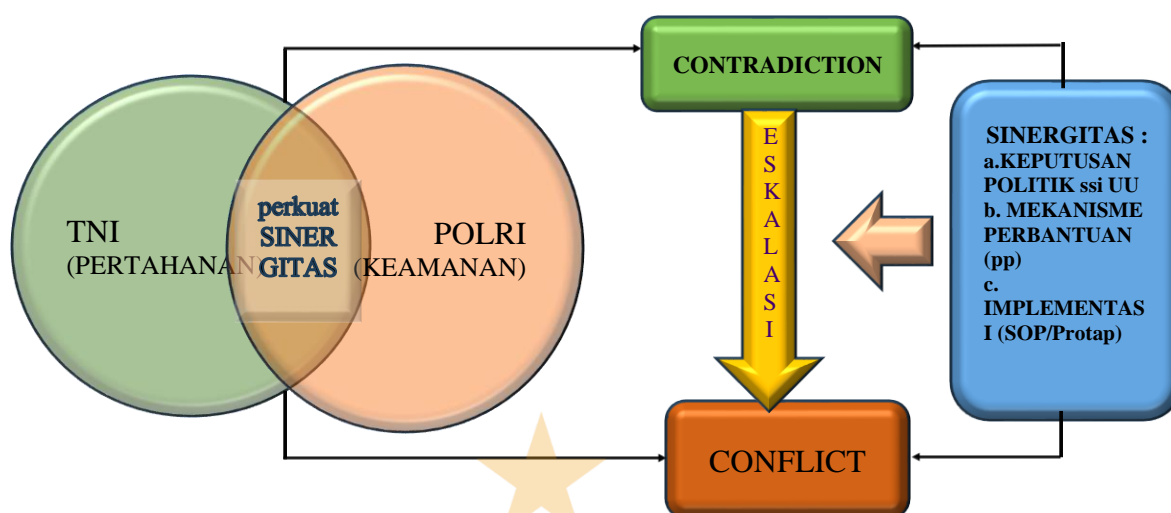 TNI
(PERTAHANAN)
perkuat
SINER
GITAS
POLRI
(KEAMANAN)
CONTRADICTION
E
S
K
A
L
A
S
I
CONFLICT
SINERGITAS :
a.KEPUTUSAN
POLITIK ssi UU
b. MEKANISME
PERBANTUAN
(pp)
c.
IMPLEMENTAS
I (SOP/Protap)